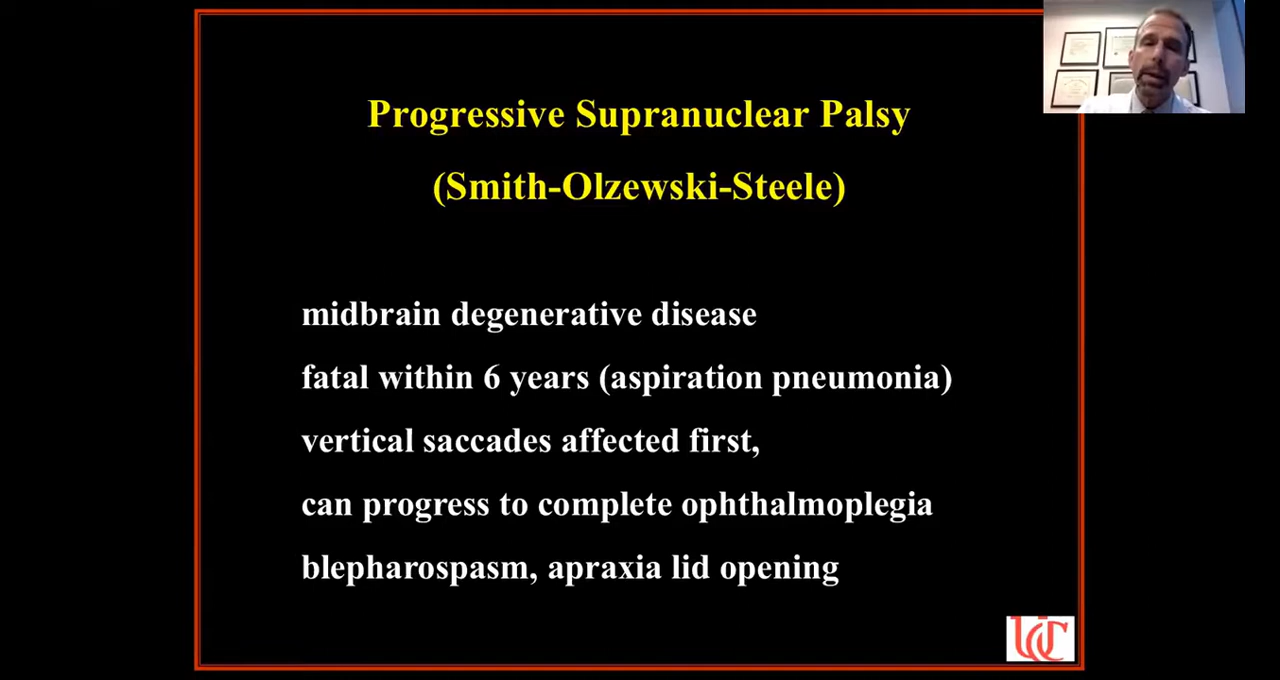 Progressive Supranuclear Palsy
(Smith-Olzewski-Steele)
midbrain degenerative disease
fatal within 6 years (aspiration pneumonia)
vertical saccades affected first,
can progress to complete ophthalmoplegia
blepharospasm, apraxia lid opening
UIC